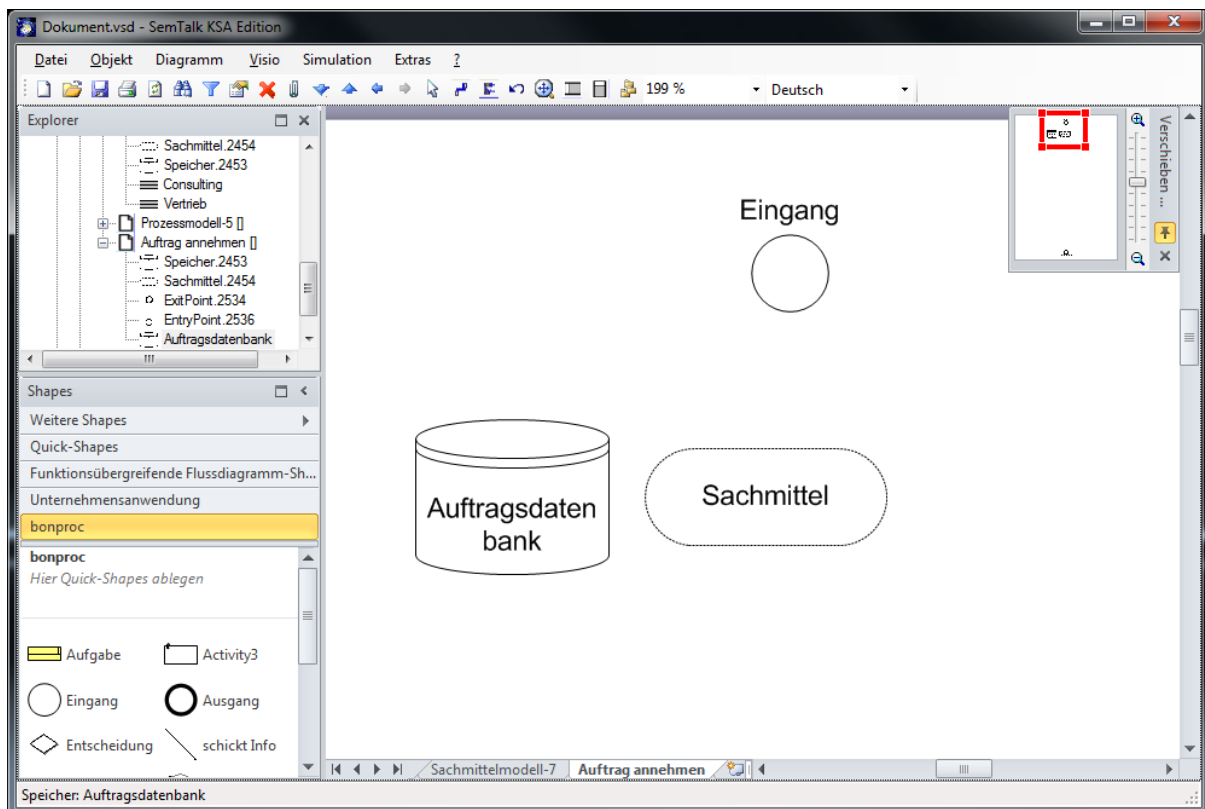 Dokument.vsd - SemTalk KSA Edition
Datei Objekt Diagramm Visio Simulation Extras ?
199 % Deutsch
Explorer
Sachmittel.2454
Speicher.2453
Consulting
Vertrieb
Prozessmodell-5 []
Auftrag annehmen []
Speicher.2453
Sachmittel.2454
ExitPoint.2534
EntryPoint.2536
Auftragsdatenbank
Shapes
Weitere Shapes
Quick-Shapes
Funktionsübergreifende Flussdiagramm-Sh...
Unternehmensanwendung
bonproc
bonproc
Hier Quick-Shapes ablegen
Aufgabe Activity3
Eingang Ausgang
Entscheidung schickt Info
Eingang
Auftragsdaten
bank
Sachmittel
Verschieben ...
Sachmittelmodell-7 Auftrag annehmen
Speicher: Auftragsdatenbank